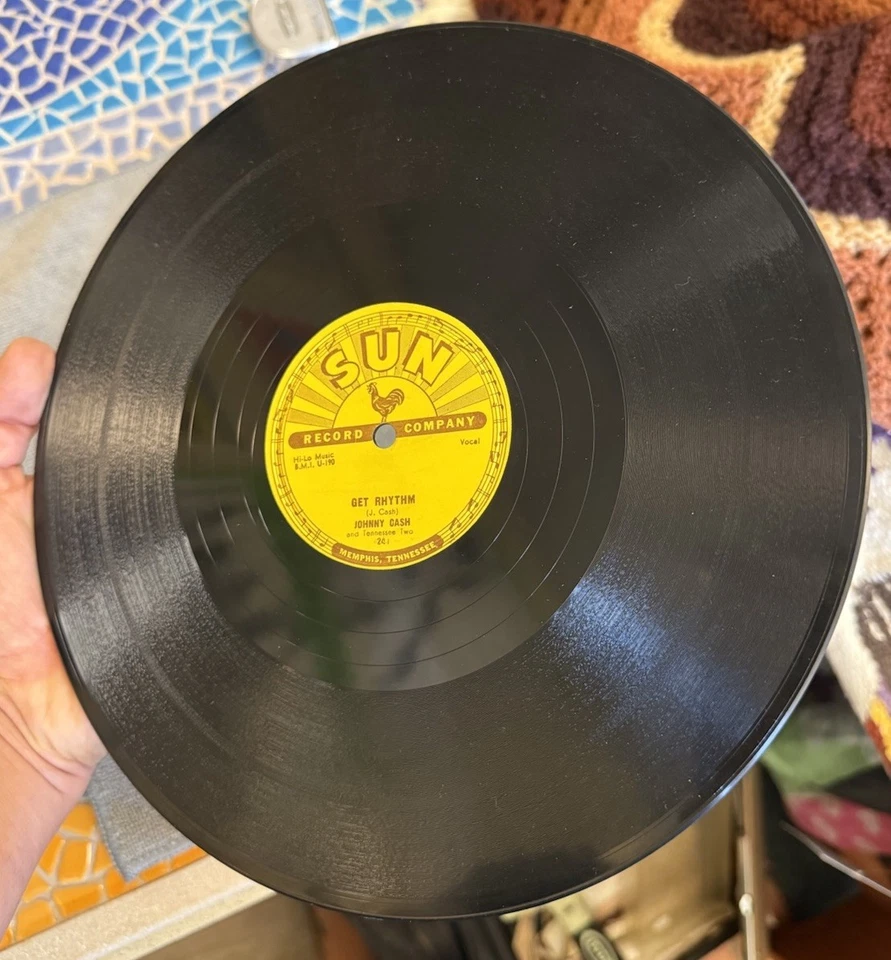 SUN
RECORD COMPANY
Vocal
Hi-Lo Music
B.M.I. U-190
GET RHYTHM
(J. Cash)
JOHNNY CASH
and Tennessee Two
MEMPHIS, TENNESSEE